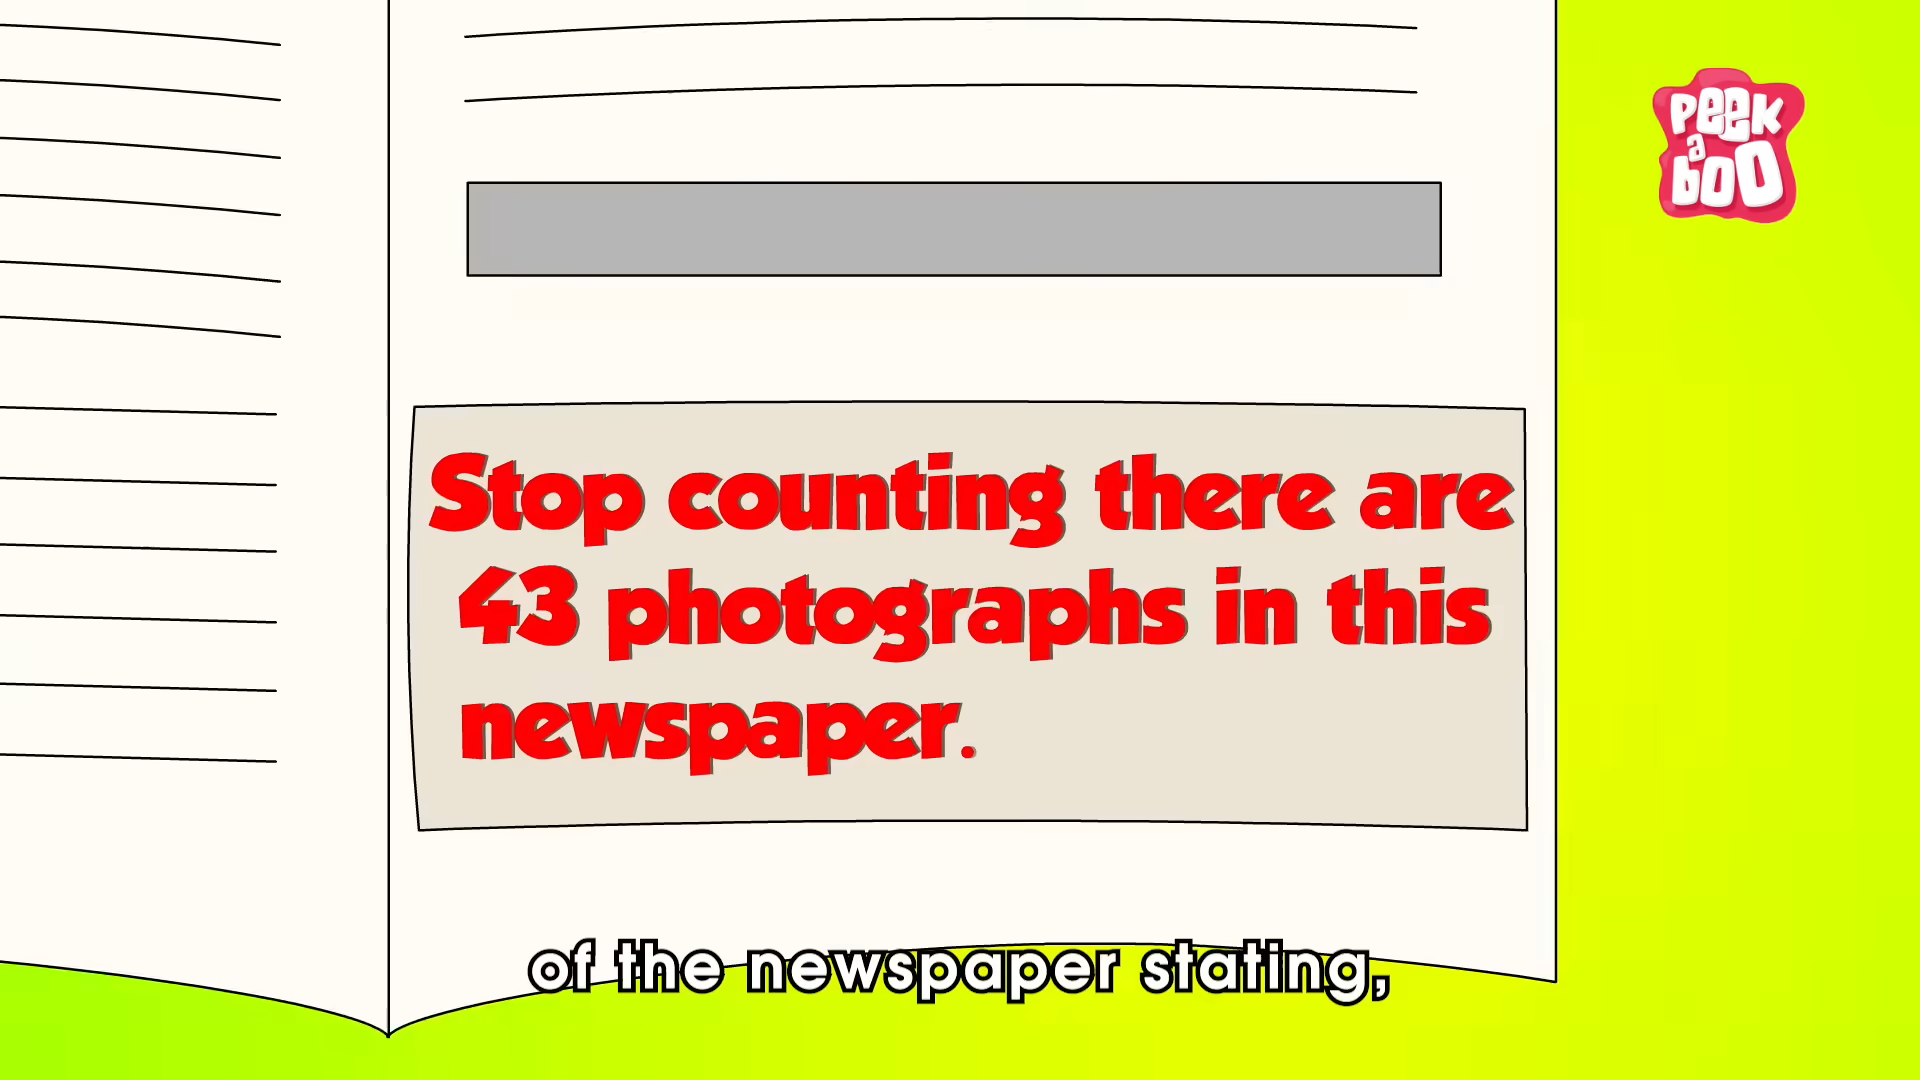 peek
a
boo
Stop counting there are
43 photographs in this
newspaper.
of the newspaper stating,